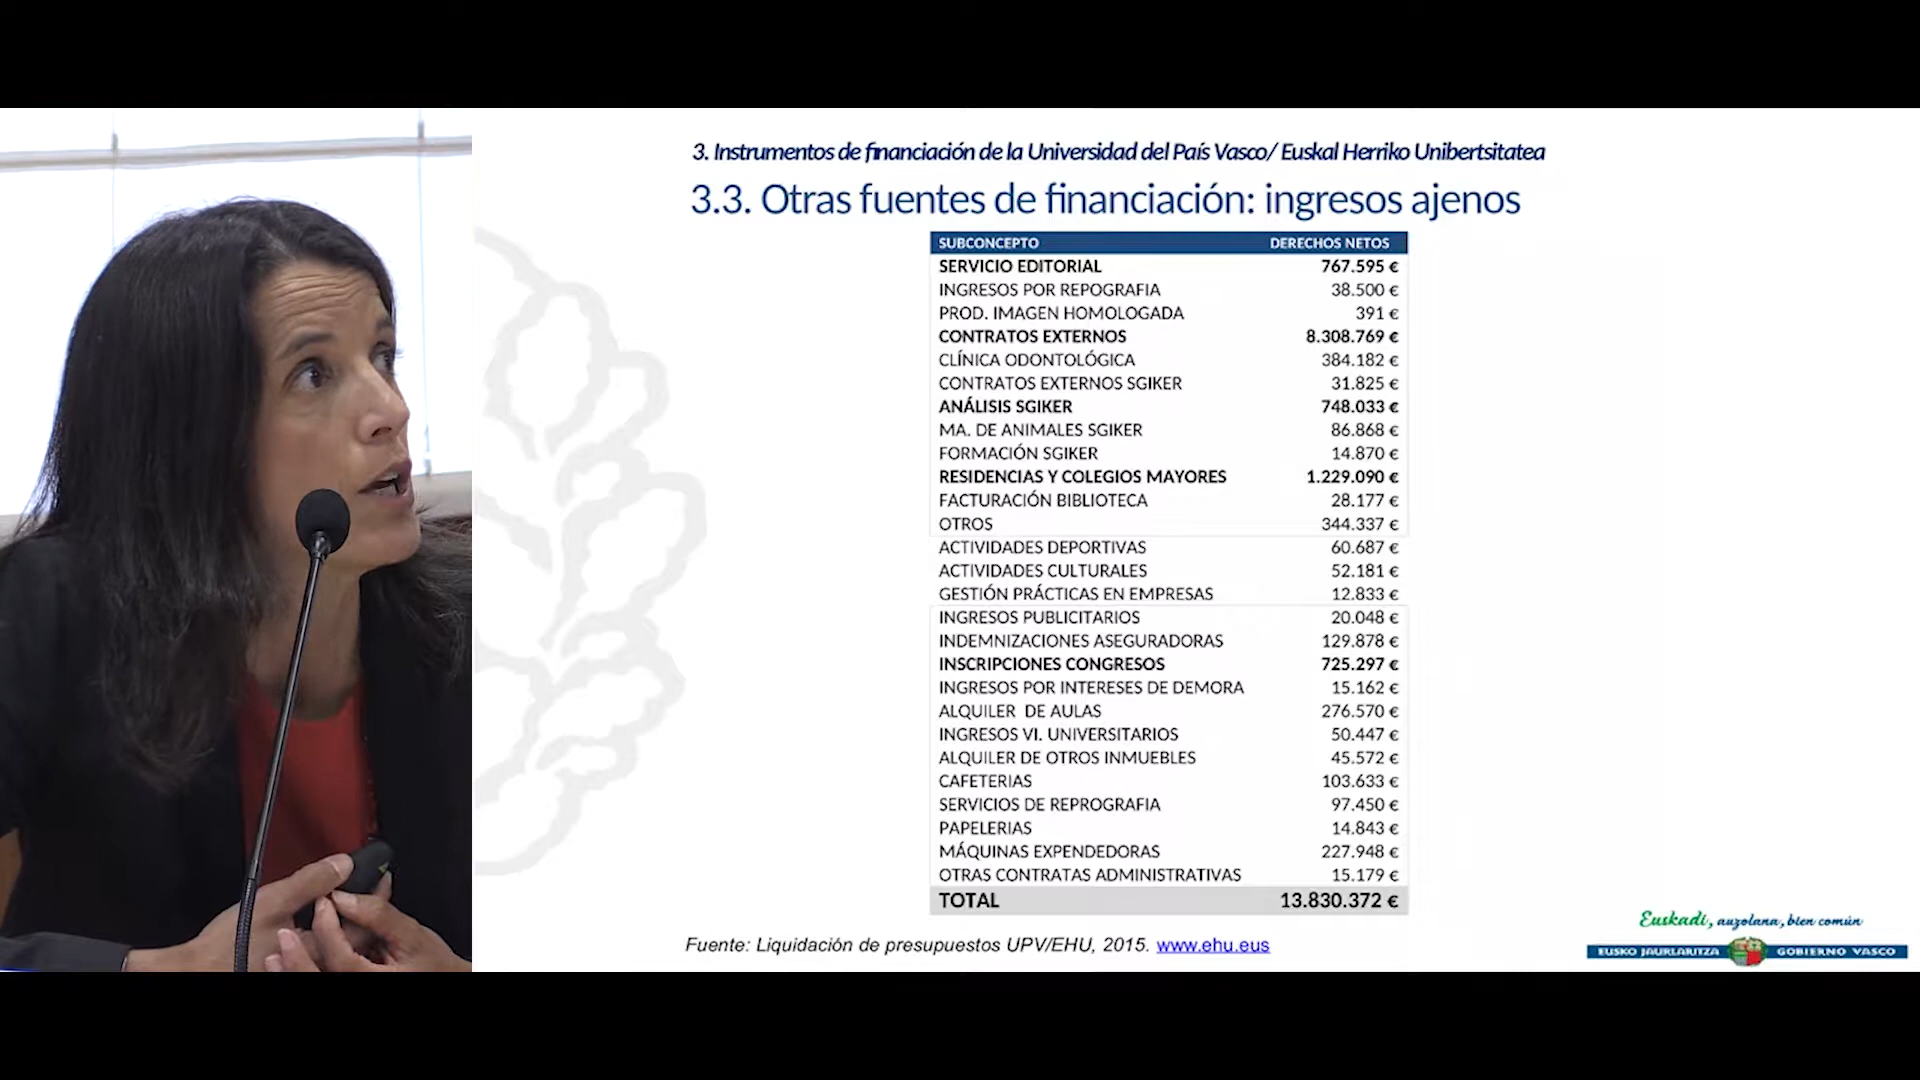 3. Instrumentos de financiación de la Universidad del País Vasco/ Euskal Herriko Unibertsitatea
3.3. Otras fuentes de financiación: ingresos ajenos
SUBCONCEPTO DERECHOS NETOS
SERVICIO EDITORIAL 767.595 €
INGRESOS POR REPOGRAFIA 38.500 €
PROD. IMAGEN HOMOLOGADA 391 €
CONTRATOS EXTERNOS 8.308.769 €
CLÍNICA ODONTOLÓGICA 384.182 €
CONTRATOS EXTERNOS SGIKER 31.825 €
ANÁLISIS SGIKER 748.033 €
MA. DE ANIMALES SGIKER 86.868 €
FORMACIÓN SGIKER 14.870 €
RESIDENCIAS Y COLEGIOS MAYORES 1.229.090 €
FACTURACIÓN BIBLIOTECA 28.177 €
OTROS 344.337 €
ACTIVIDADES DEPORTIVAS 60.687 €
ACTIVIDADES CULTURALES 52.181 €
GESTIÓN PRÁCTICAS EN EMPRESAS 12.833 €
INGRESOS PUBLICITARIOS 20.048 €
INDEMNIZACIONES ASEGURADORAS 129.878 €
INSCRIPCIONES CONGRESOS 725.297 €
INGRESOS POR INTERESES DE DEMORA 15.162 €
ALQUILER DE AULAS 276.570 €
INGRESOS VI. UNIVERSITARIOS 50.447 €
ALQUILER DE OTROS INMUEBLES 45.572 €
CAFETERIAS 103.633 €
SERVICIOS DE REPROGRAFIA 97.450 €
PAPELERIAS 14.843 €
MÁQUINAS EXPENDEDORAS 227.948 €
OTRAS CONTRATAS ADMINISTRATIVAS 15.179 €
TOTAL 13.830.372 €
Fuente: Liquidación de presupuestos UPV/EHU, 2015. www.ehu.eus
Euskadi, auzolana, bien común
EUSKO JAURLARITZA GOBIERNO VASCO